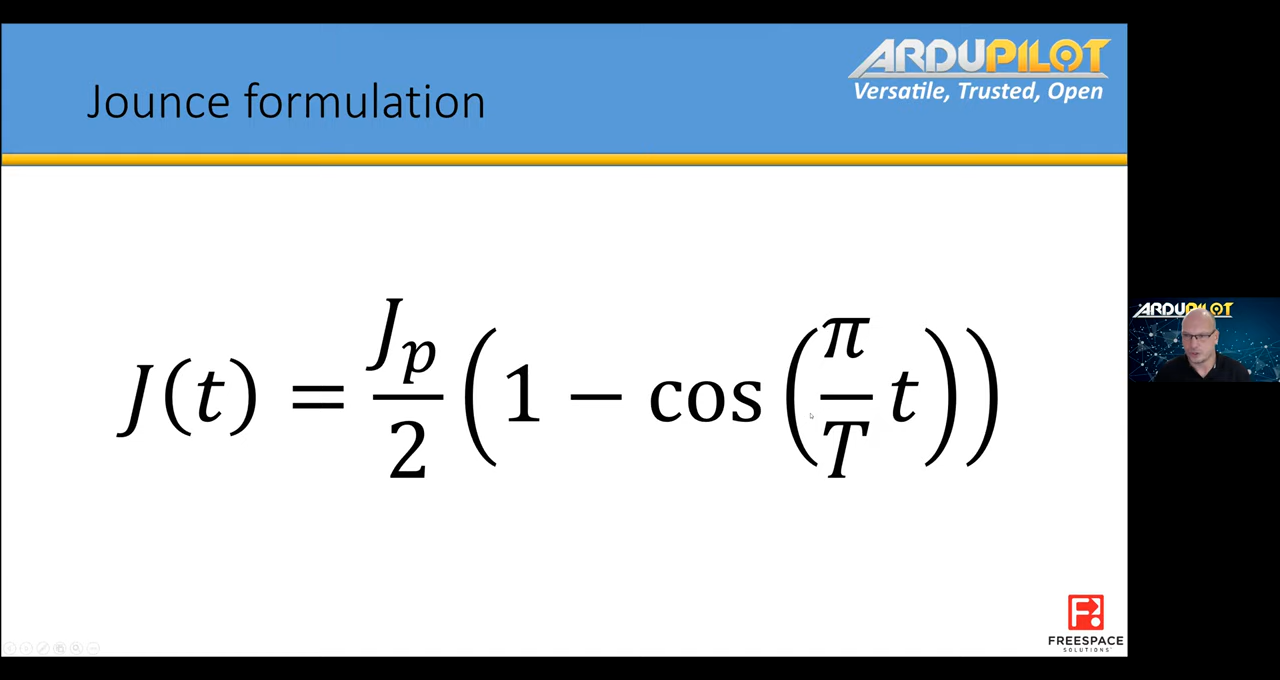 Jounce formulation
ARDUPILOT
Versatile, Trusted, Open
J(t) = J_p/2 (1 − cos(π/T t))
ARDUPILOT
FREESPACE
SOLUTIONS